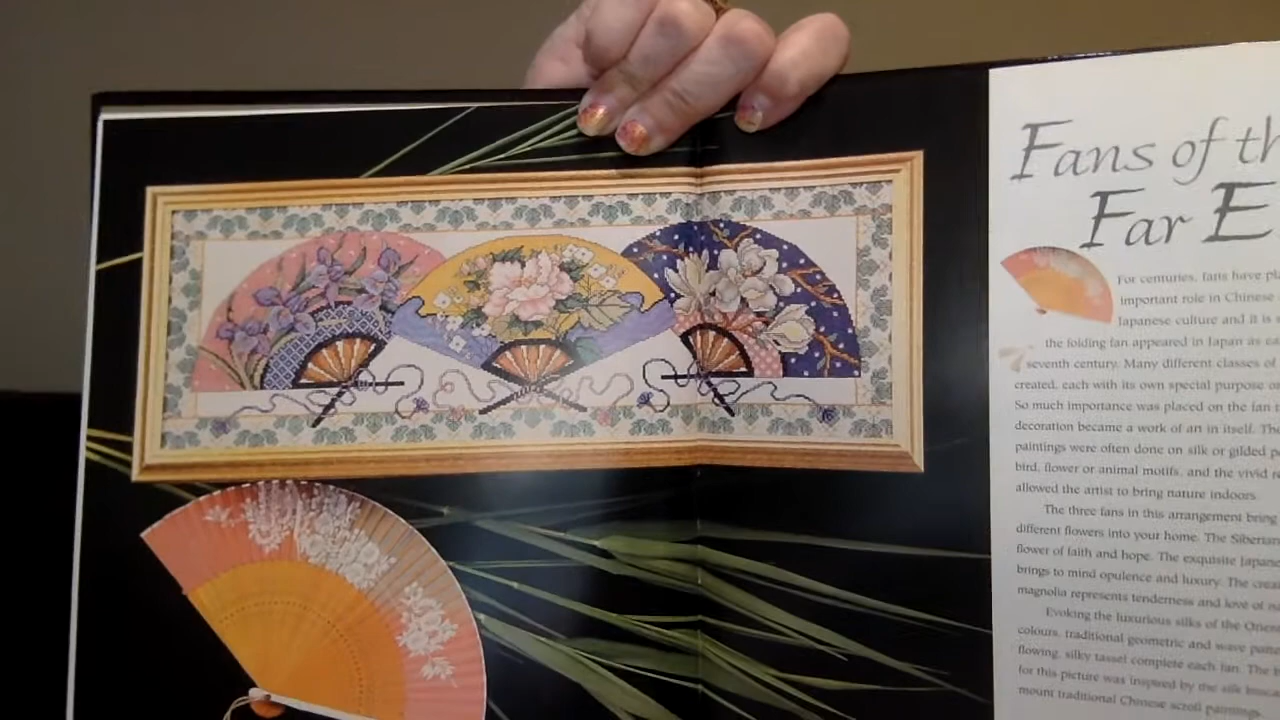 Fans of th
Far E
For centuries, fans have pl
important role in Chinese
Japanese culture and it is s
the folding fan appeared in Japan as ea
seventh century. Many different classes of
created, each with its own special purpose o
So much importance was placed on the fan t
decoration became a work of art in itself. The
paintings were often done on silk or gilded p
bird, flower or animal motifs, and the vivid r
allowed the artist to bring nature indoors.
The three fans in this arrangement bring
different flowers into your home. The Siberian
flower of faith and hope. The exquisite Japane
brings to mind opulence and luxury. The crea
magnolia represents tenderness and love of n
Evoking the luxurious silks of the Orien
colours, traditional geometric and wave patte
flowing, silky tassel complete each fan. The
for this picture was inspired by the silk
mount traditional Chinese scroll paintings.